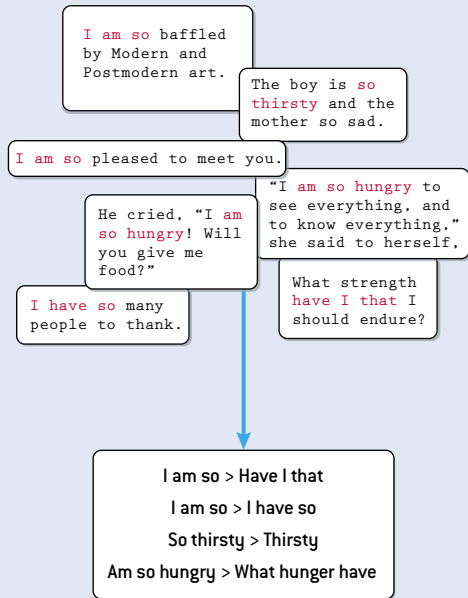 I am so baffled
by Modern and
Postmodern art.
The boy is so
thirsty and the
mother so sad.
I am so pleased to meet you.
“I am so hungry to
see everything, and
to know everything,”
she said to herself,
He cried, “I am
so hungry! Will
you give me
food?”
What strength
have I that I
should endure?
I have so many
people to thank.
I am so > Have I that
I am so > I have so
So thirsty > Thirsty
Am so hungry > What hunger have